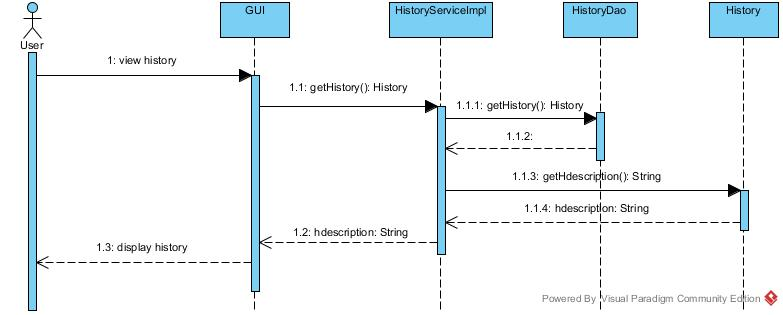 GUI
HistoryServiceImpl
HistoryDao
History
User
1: view history
1.1: getHistory(): History
1.1.1: getHistory(): History
1.1.2:
1.1.3: getHdescription(): String
1.1.4: hdescription: String
1.2: hdescription: String
1.3: display history
Powered By Visual Paradigm Community Edition